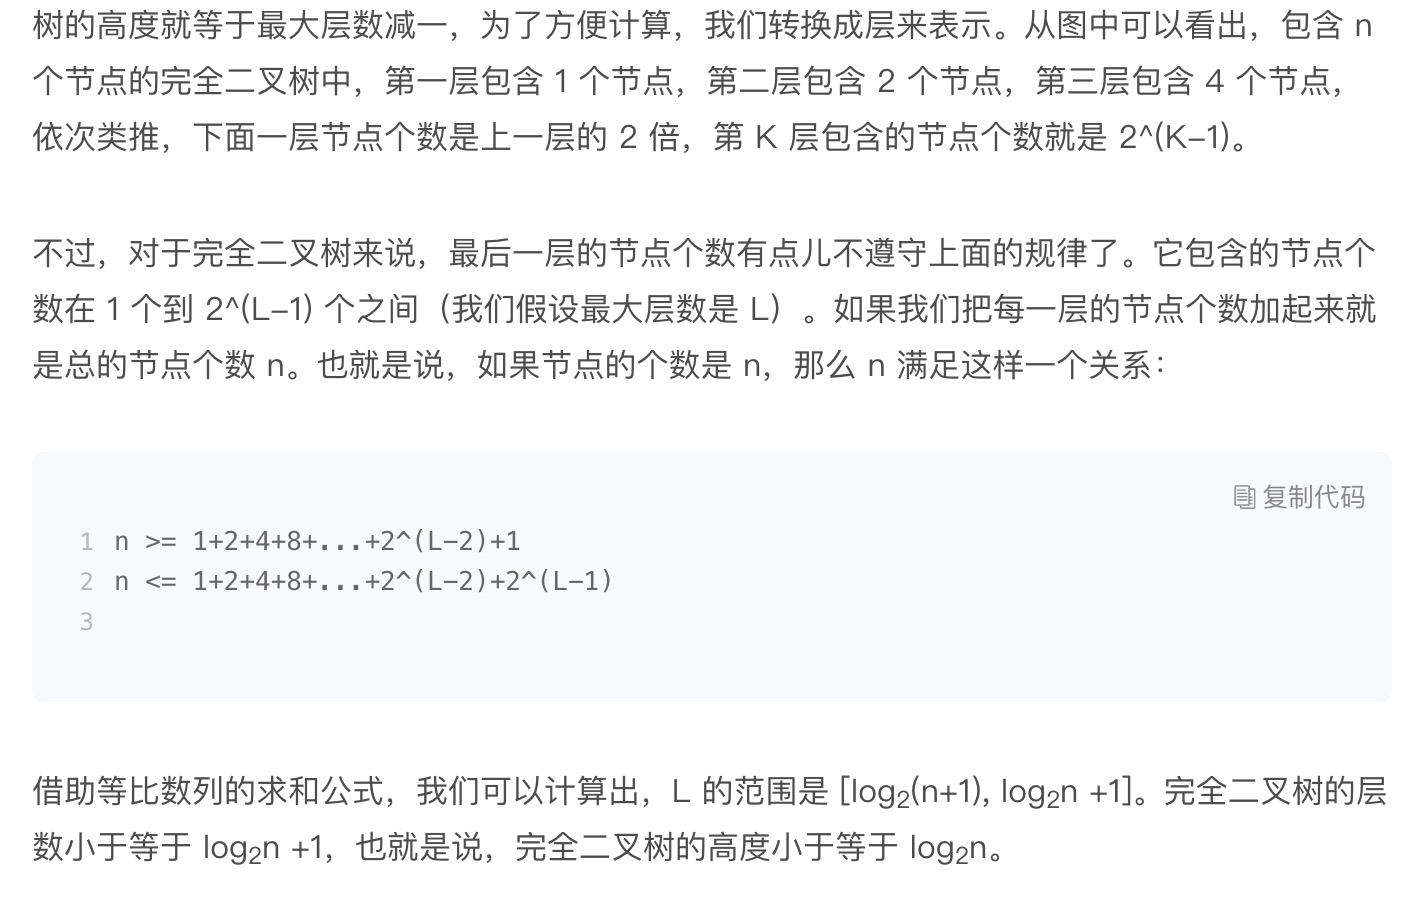 树的高度就等于最大层数减一，为了方便计算，我们转换成层来表示。从图中可以看出，包含 n
个节点的完全二叉树中，第一层包含 1 个节点，第二层包含 2 个节点，第三层包含 4 个节点，
依次类推，下面一层节点个数是上一层的 2 倍，第 K 层包含的节点个数就是 2^(K-1)。
不过，对于完全二叉树来说，最后一层的节点个数有点儿不遵守上面的规律了。它包含的节点个
数在 1 个到 2^(L-1) 个之间（我们假设最大层数是 L）。如果我们把每一层的节点个数加起来就
是总的节点个数 n。也就是说，如果节点的个数是 n，那么 n 满足这样一个关系：
复制代码
1 n >= 1+2+4+8+...+2^(L-2)+1
2 n <= 1+2+4+8+...+2^(L-2)+2^(L-1)
3
借助等比数列的求和公式，我们可以计算出，L 的范围是 [log₂(n+1), log₂n +1]。完全二叉树的层
数小于等于 log₂n +1，也就是说，完全二叉树的高度小于等于 log₂n。